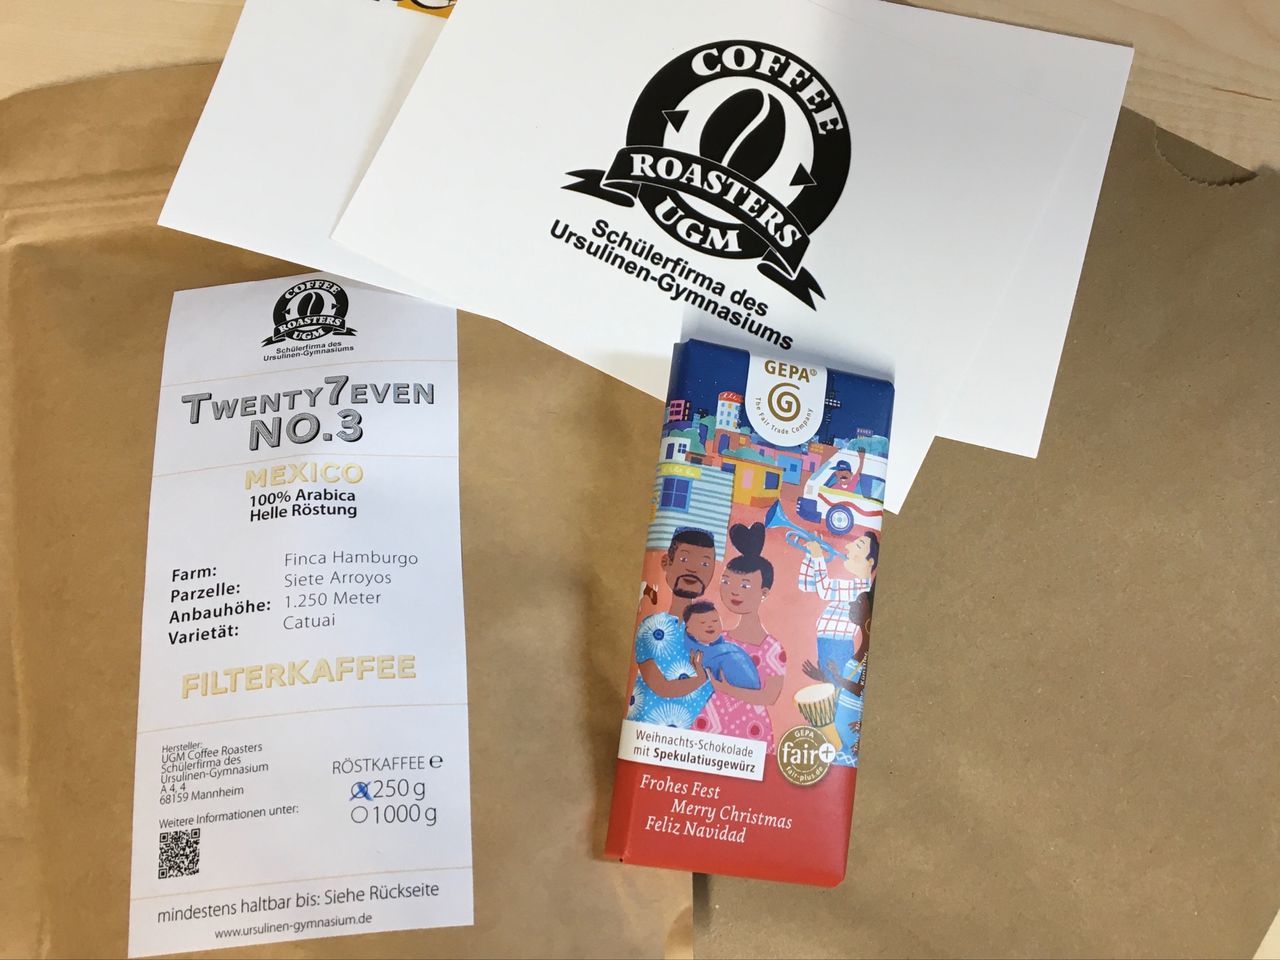 COFFEE
ROASTERS
UGM
Schülerfirma des
Ursulinen-Gymnasiums
COFFEE
ROASTERS
UGM
Schülerfirma des
Ursulinen-Gymnasiums
TWENTY7EVEN
NO.3
MEXICO
100% Arabica
Helle Röstung
Farm: Finca Hamburgo
Parzelle: Siete Arroyos
Anbauhöhe: 1.250 Meter
Varietät: Catuai
FILTERKAFFEE
Hersteller:
UGM Coffee Roasters
Schülerfirma des
Ursulinen-Gymnasium
A 4, 4
68159 Mannheim
Weitere Informationen unter:
RÖSTKAFFEE e
250 g
1000 g
mindestens haltbar bis: Siehe Rückseite
www.ursulinen-gymnasium.de
GEPA®
The Fair Trade Company
Weihnachts-Schokolade
mit Spekulatiusgewürz
GEPA
fair+
fair-plus.de
Frohes Fest
Merry Christmas
Feliz Navidad